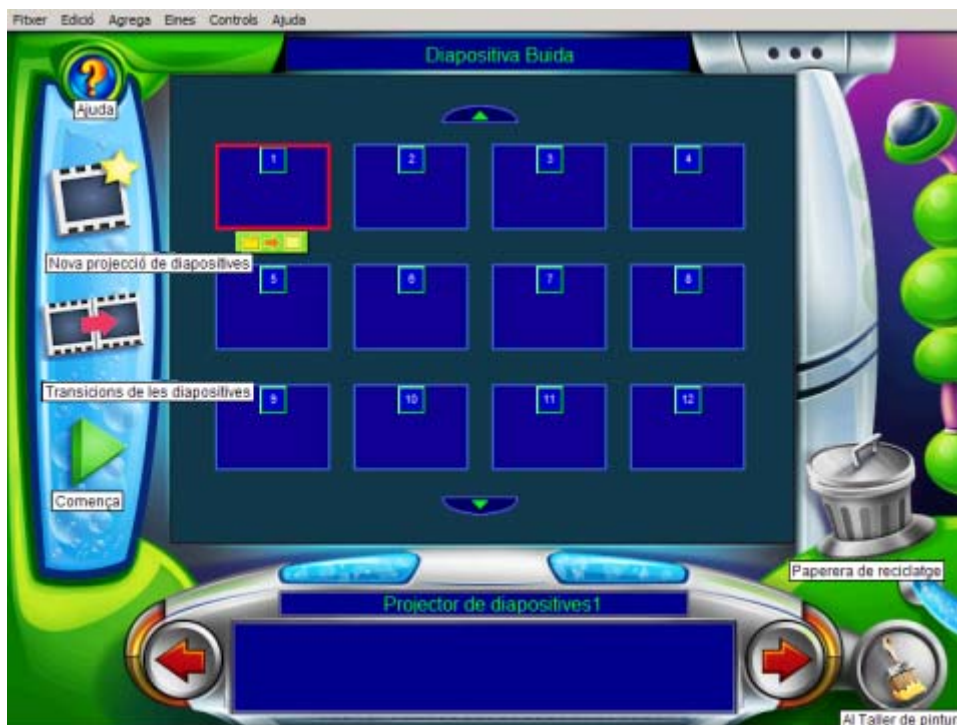 Fitxer Edició Agrega Eines Controls Ajuda
Diapositiva Buida
?
Ajuda
1 2 3 4
Nova projecció de diapositives
5 6 7 8
Transicions de les diapositives
9 10 11 12
Comença
Paperera de reciclatge
Projector de diapositives1
Al Taller de pintur